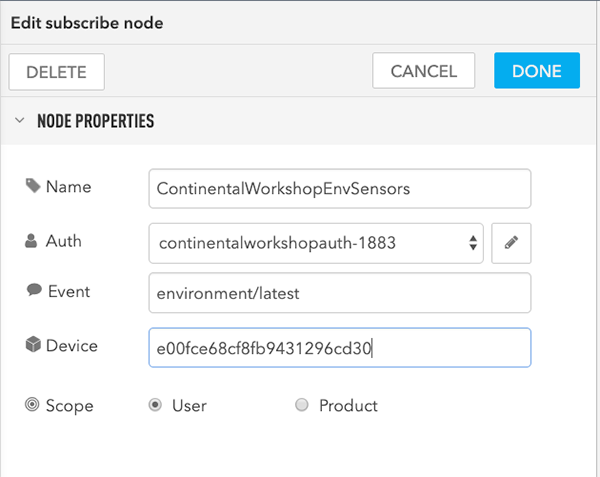 Edit subscribe node
DELETE
CANCEL
DONE
NODE PROPERTIES
Name
ContinentalWorkshopEnvSensors
Auth
continentalworkshopauth-1883
Event
environment/latest
Device
e00fce68cf8fb9431296cd30
Scope
User
Product